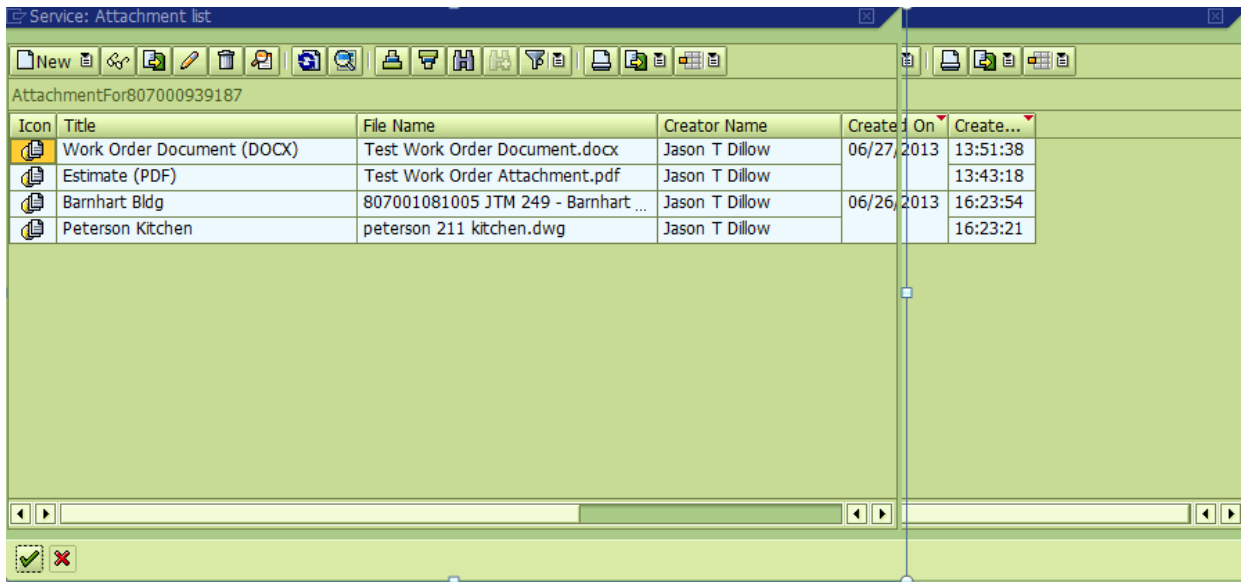 Service: Attachment list
New
AttachmentFor807000939187
Icon Title File Name Creator Name Created On Create...
Work Order Document (DOCX) Test Work Order Document.docx Jason T Dillow 06/27/2013 13:51:38
Estimate (PDF) Test Work Order Attachment.pdf Jason T Dillow 13:43:18
Barnhart Bldg 807001081005 JTM 249 - Barnhart ... Jason T Dillow 06/26/2013 16:23:54
Peterson Kitchen peterson 211 kitchen.dwg Jason T Dillow 16:23:21